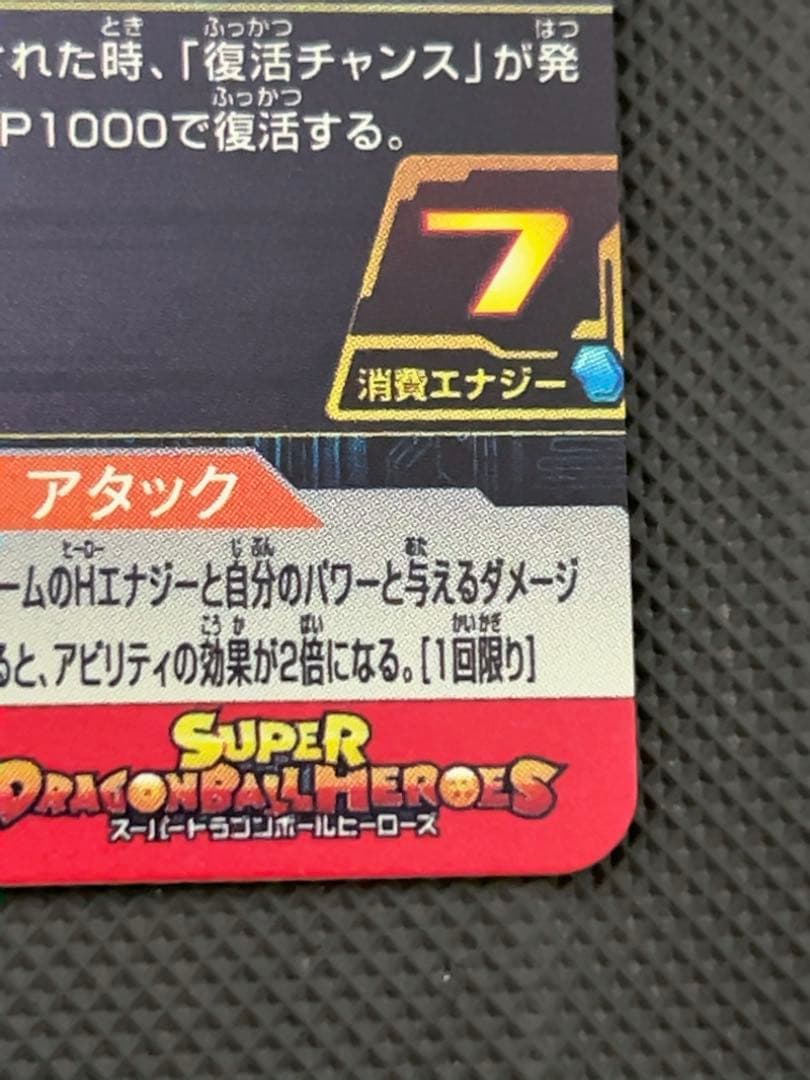 された時、「復活チャンス」が発
P1000で復活する。
7
消費エナジー
アタック
ームのHエナジーと自分のパワーと与えるダメージ
ると、アビリティの効果が2倍になる。[1回限り]
SUPER
DRAGONBALL HEROES
スーパードラゴンボールヒーローズ